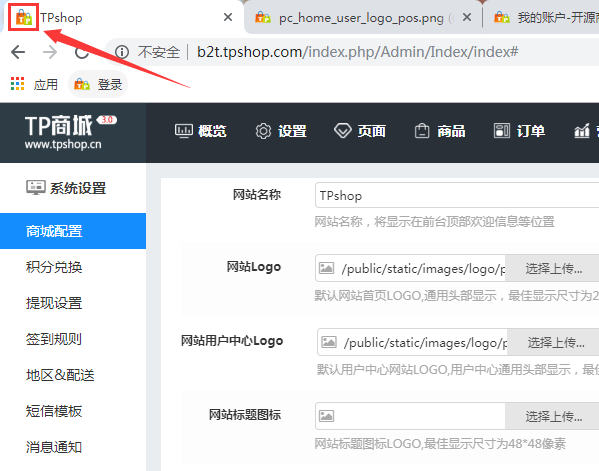 TPshop
pc_home_user_logo_pos.png (
我的账户-开源商
不安全 | b2t.tpshop.com/index.php/Admin/Index/index#
应用 登录
TP商城 3.0
www.tpshop.cn
概览 设置 页面 商品 订单
系统设置
商城配置
积分兑换
提现设置
签到规则
地区&配送
短信模板
消息通知
网站名称 TPshop
网站名称，将显示在前台顶部欢迎信息等位置
网站Logo /public/static/images/logo/p 选择上传...
默认网站首页LOGO,通用头部显示，最佳显示尺寸为2
网站用户中心Logo /public/static/images/logo/p 选择上传...
默认用户中心网站LOGO,用户中心通用头部显示，最
网站标题图标 选择上传...
网站标题图标LOGO,最佳显示尺寸为48*48像素